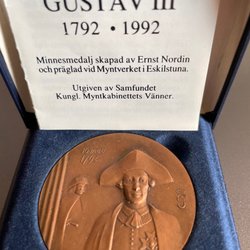 GUSTAV III
1792 · 1992
Minnesmedalj skapad av Ernst Nordin
och präglad vid Myntverket i Eskilstuna.
Utgiven av Samfundet
Kungl. Myntkabinettets Vänner.